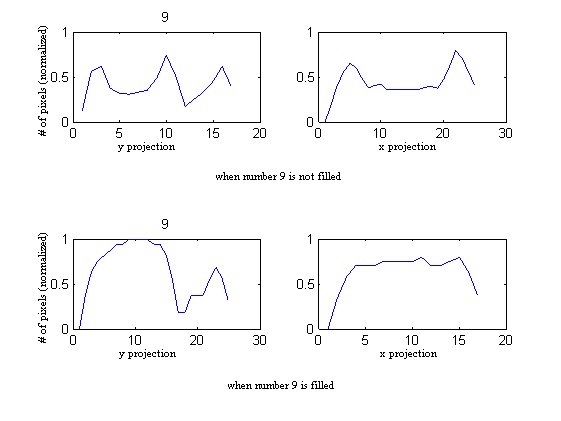 9
1
0.5
0
0 5 10 15 20
# of pixels (normalized)
y projection
1
0.5
0
0 10 20 30
x projection
when number 9 is not filled
9
1
0.5
0
0 10 20 30
# of pixels (normalized)
y projection
1
0.5
0
0 5 10 15 20
x projection
when number 9 is filled